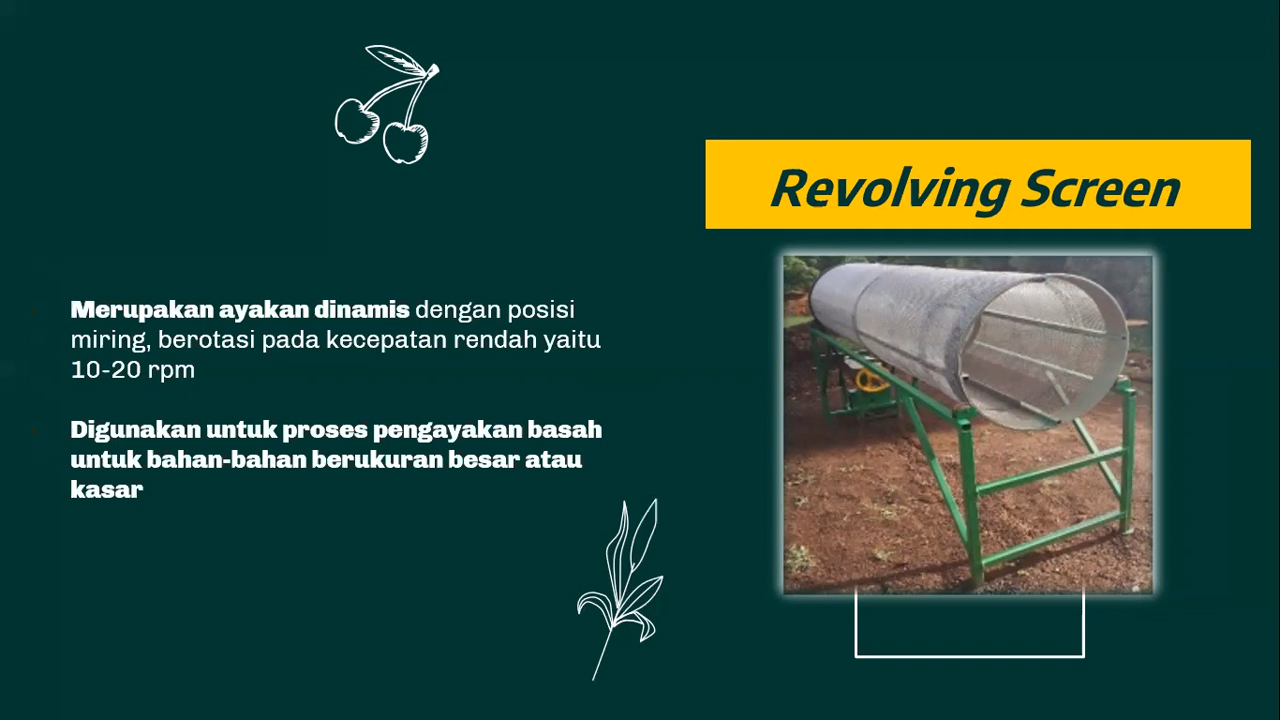 Revolving Screen
Merupakan ayakan dinamis dengan posisi
miring, berotasi pada kecepatan rendah yaitu
10-20 rpm
Digunakan untuk proses pengayakan basah
untuk bahan-bahan berukuran besar atau
kasar